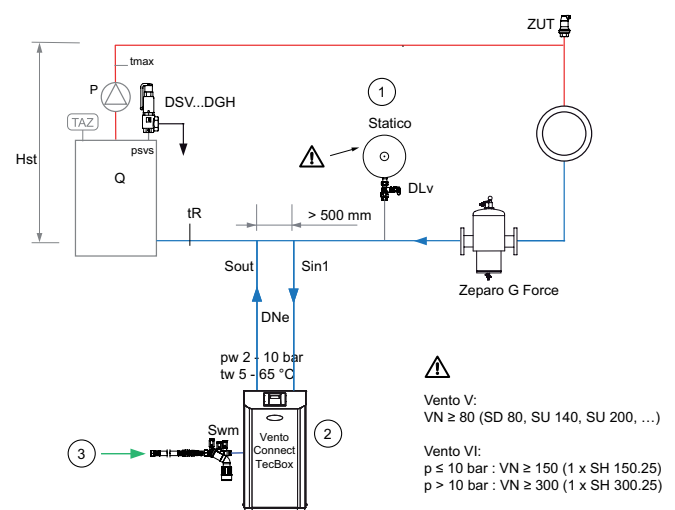 ZUT
tmax
P
DSV...DGH
TAZ
1
Statico
psvs
Hst
Q
DLv
tR
> 500 mm
Sout
Sin1
Zeparo G Force
DNe
pw 2 - 10 bar
tw 5 - 65 °C
Vento V:
VN ≥ 80 (SD 80, SU 140, SU 200, …)
Swm
2
Vento
Connect
TecBox
3
Vento VI:
p ≤ 10 bar : VN ≥ 150 (1 x SH 150.25)
p > 10 bar : VN ≥ 300 (1 x SH 300.25)